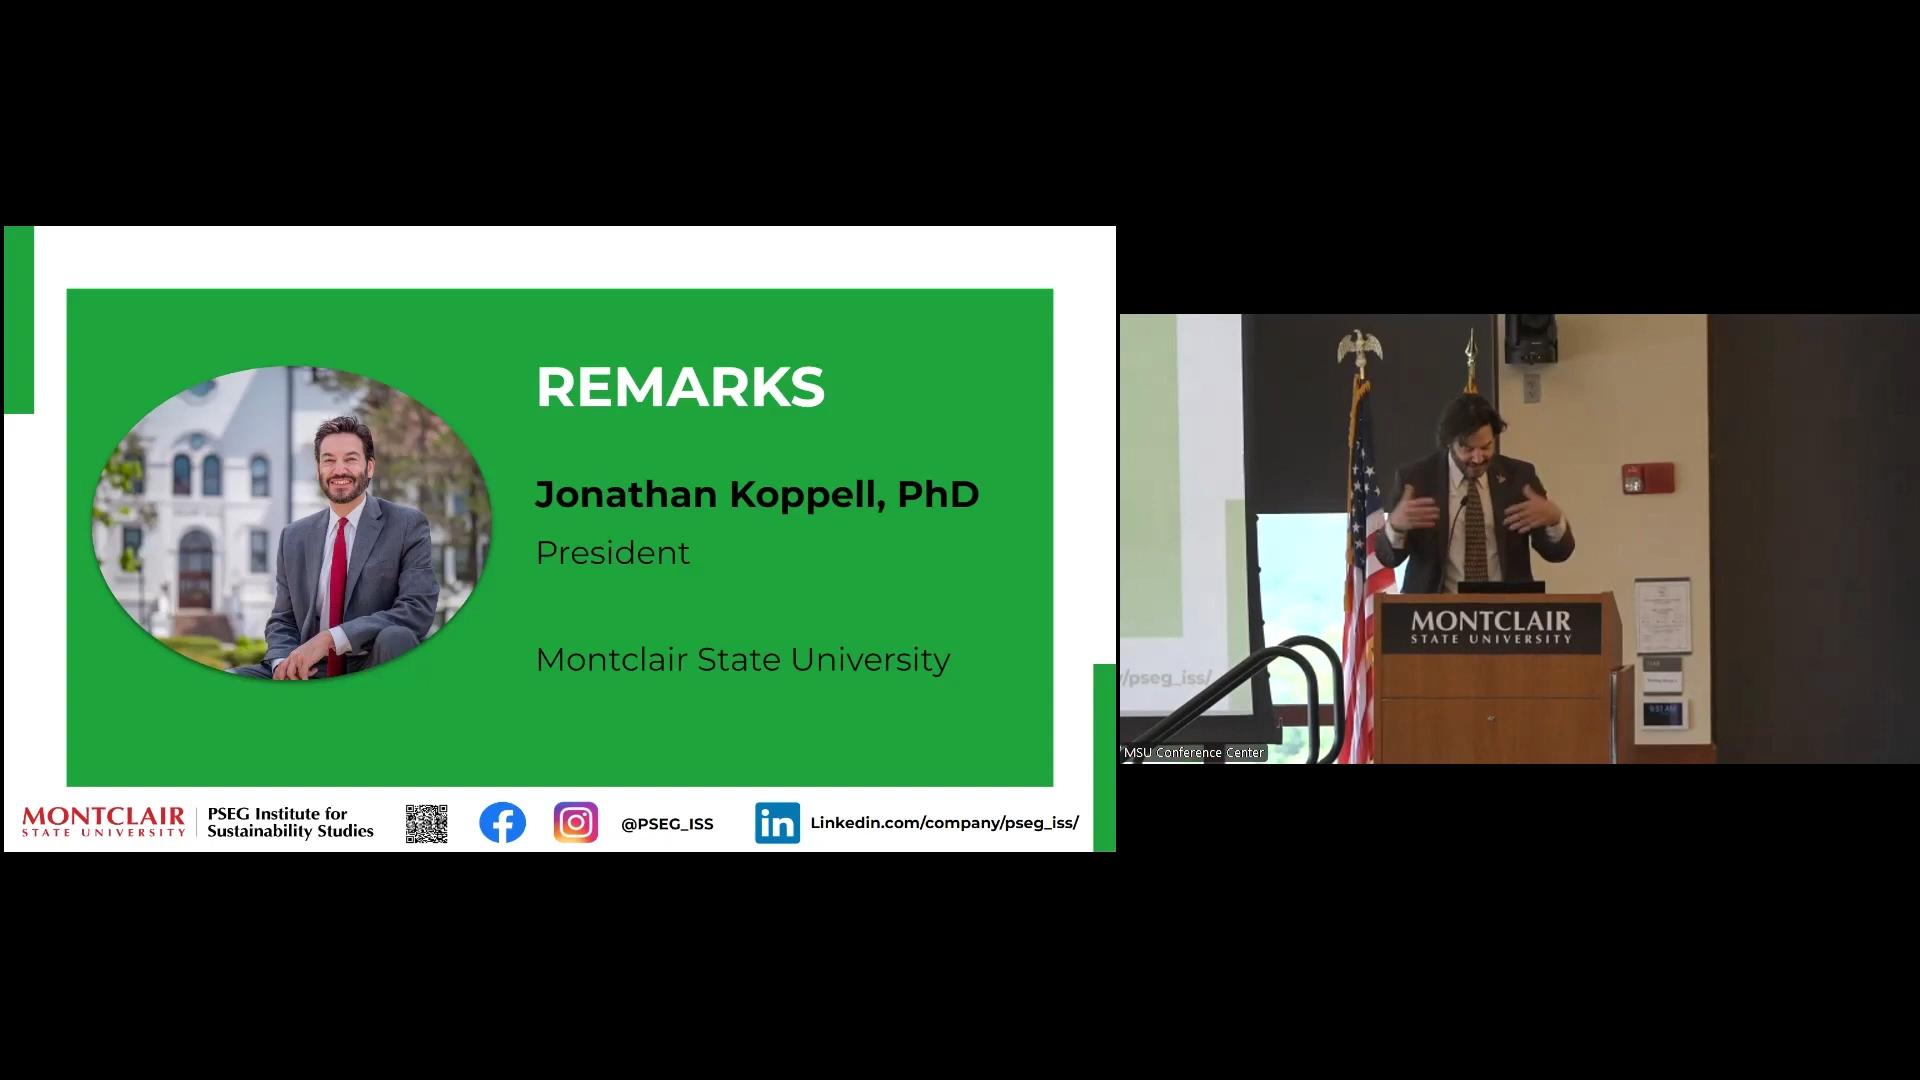 REMARKS
Jonathan Koppell, PhD
President
Montclair State University
MONTCLAIR
STATE UNIVERSITY
PSEG Institute for
Sustainability Studies
@PSEG_ISS
Linkedin.com/company/pseg_iss/
/pseg_iss/
MONTCLAIR
STATE UNIVERSITY
MSU Conference Center